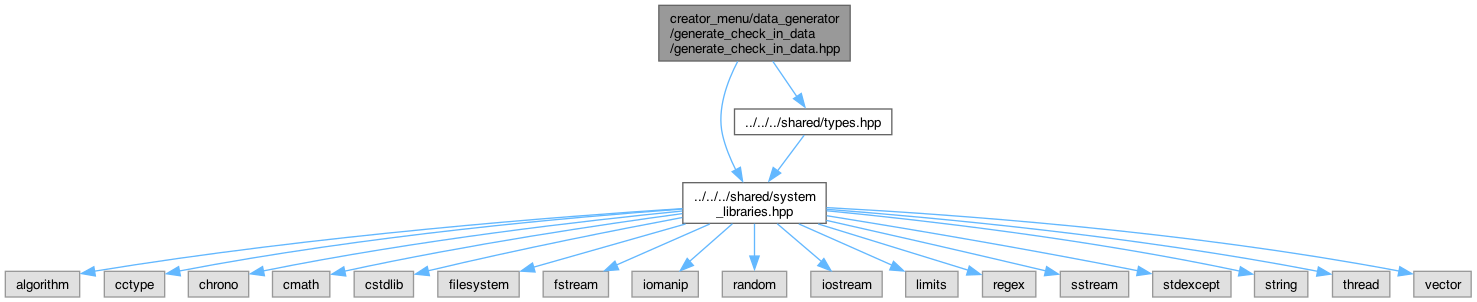 creator_menu/data_generator
/generate_check_in_data
/generate_check_in_data.hpp
../../../shared/types.hpp
../../../shared/system
_libraries.hpp
algorithm
cctype
chrono
cmath
cstdlib
filesystem
fstream
iomanip
random
iostream
limits
regex
sstream
stdexcept
string
thread
vector